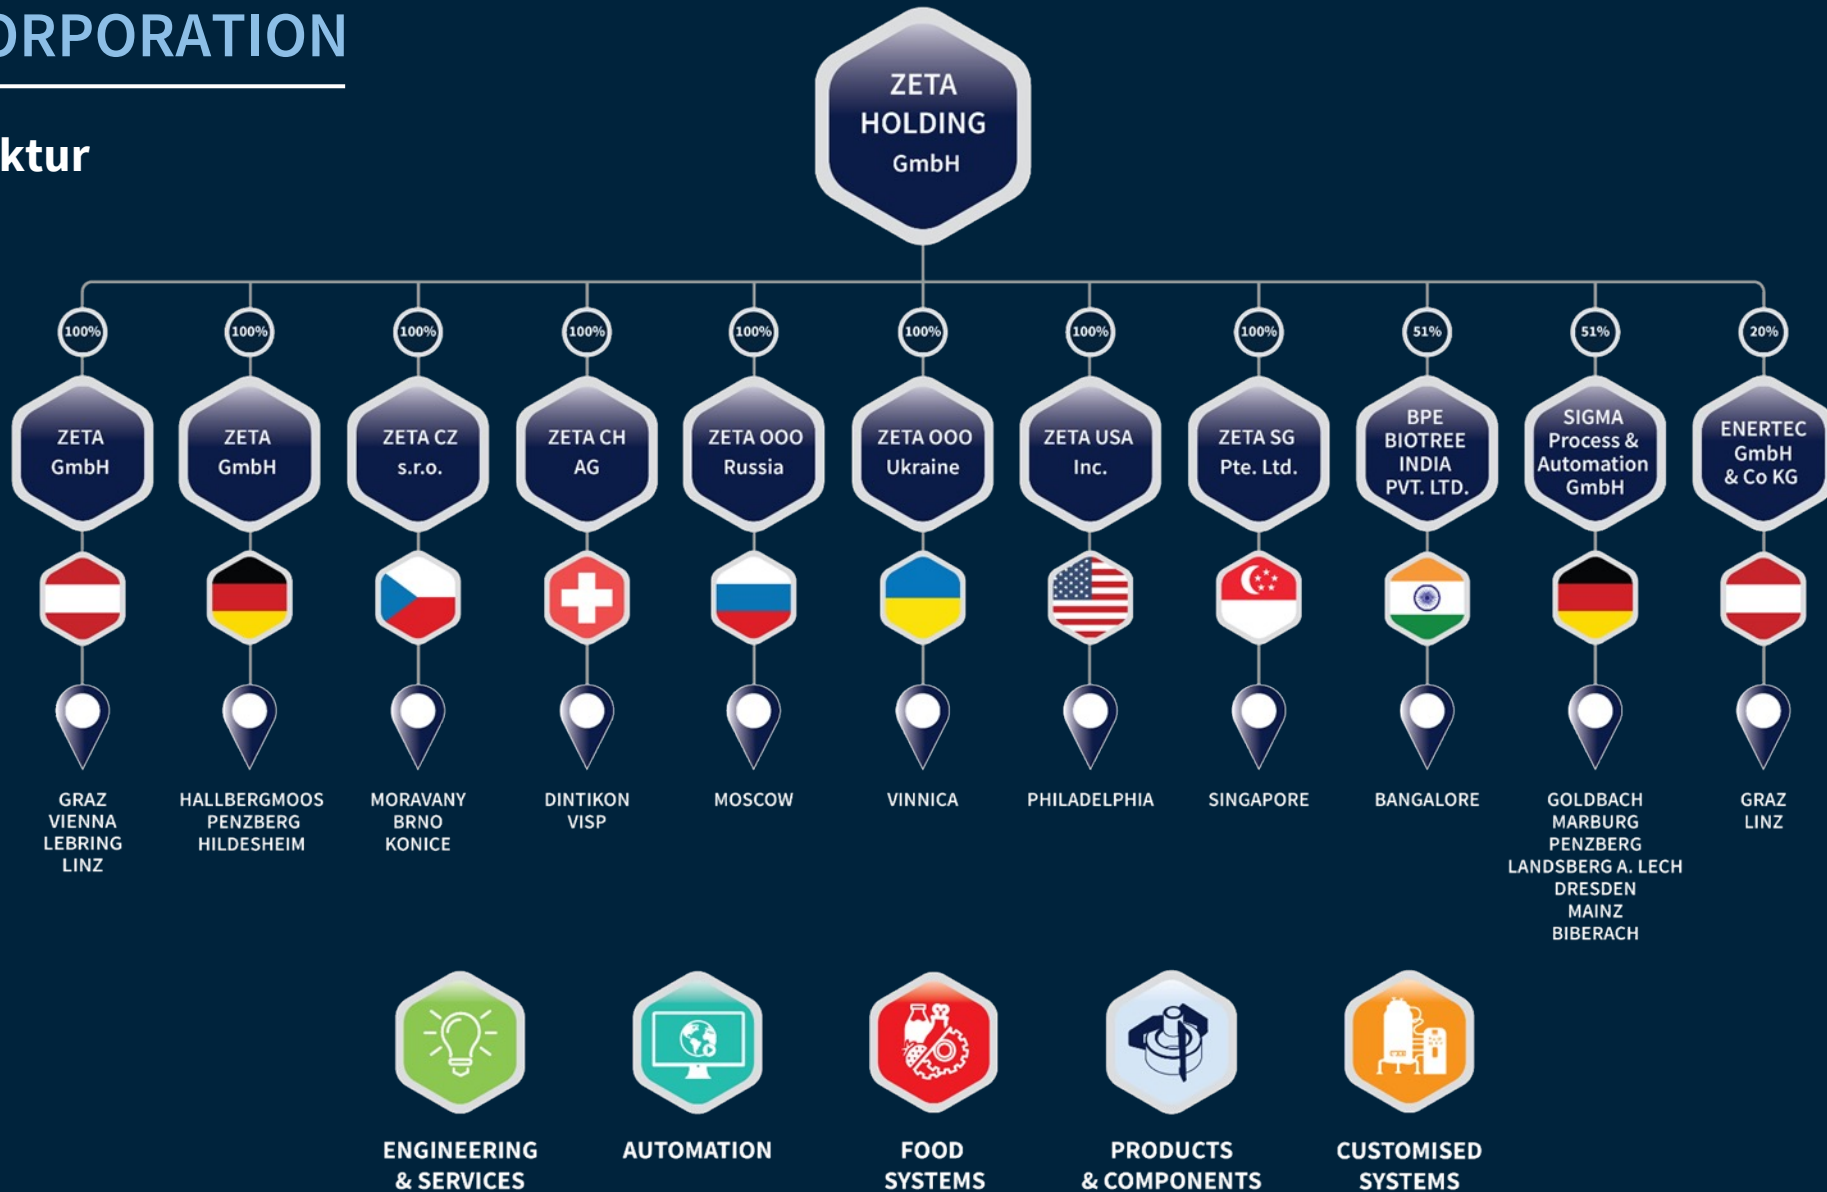 ORPORATION
ktur
ZETA
HOLDING
GmbH
100%
100%
100%
100%
100%
100%
100%
100%
51%
51%
20%
ZETA
GmbH
ZETA
GmbH
ZETA CZ
s.r.o.
ZETA CH
AG
ZETA OOO
Russia
ZETA OOO
Ukraine
ZETA USA
Inc.
ZETA SG
Pte. Ltd.
BPE
BIOTREE
INDIA
PVT. LTD.
SIGMA
Process &
Automation
GmbH
ENERTEC
GmbH
& Co KG
GRAZ
VIENNA
LEBRING
LINZ
HALLBERGMOOS
PENZBERG
HILDESHEIM
MORAVANY
BRNO
KONICE
DINTIKON
VISP
MOSCOW
VINNICA
PHILADELPHIA
SINGAPORE
BANGALORE
GOLDBACH
MARBURG
PENZBERG
LANDSBERG A. LECH
DRESDEN
MAINZ
BIBERACH
GRAZ
LINZ
ENGINEERING
& SERVICES
AUTOMATION
FOOD
SYSTEMS
PRODUCTS
& COMPONENTS
CUSTOMISED
SYSTEMS